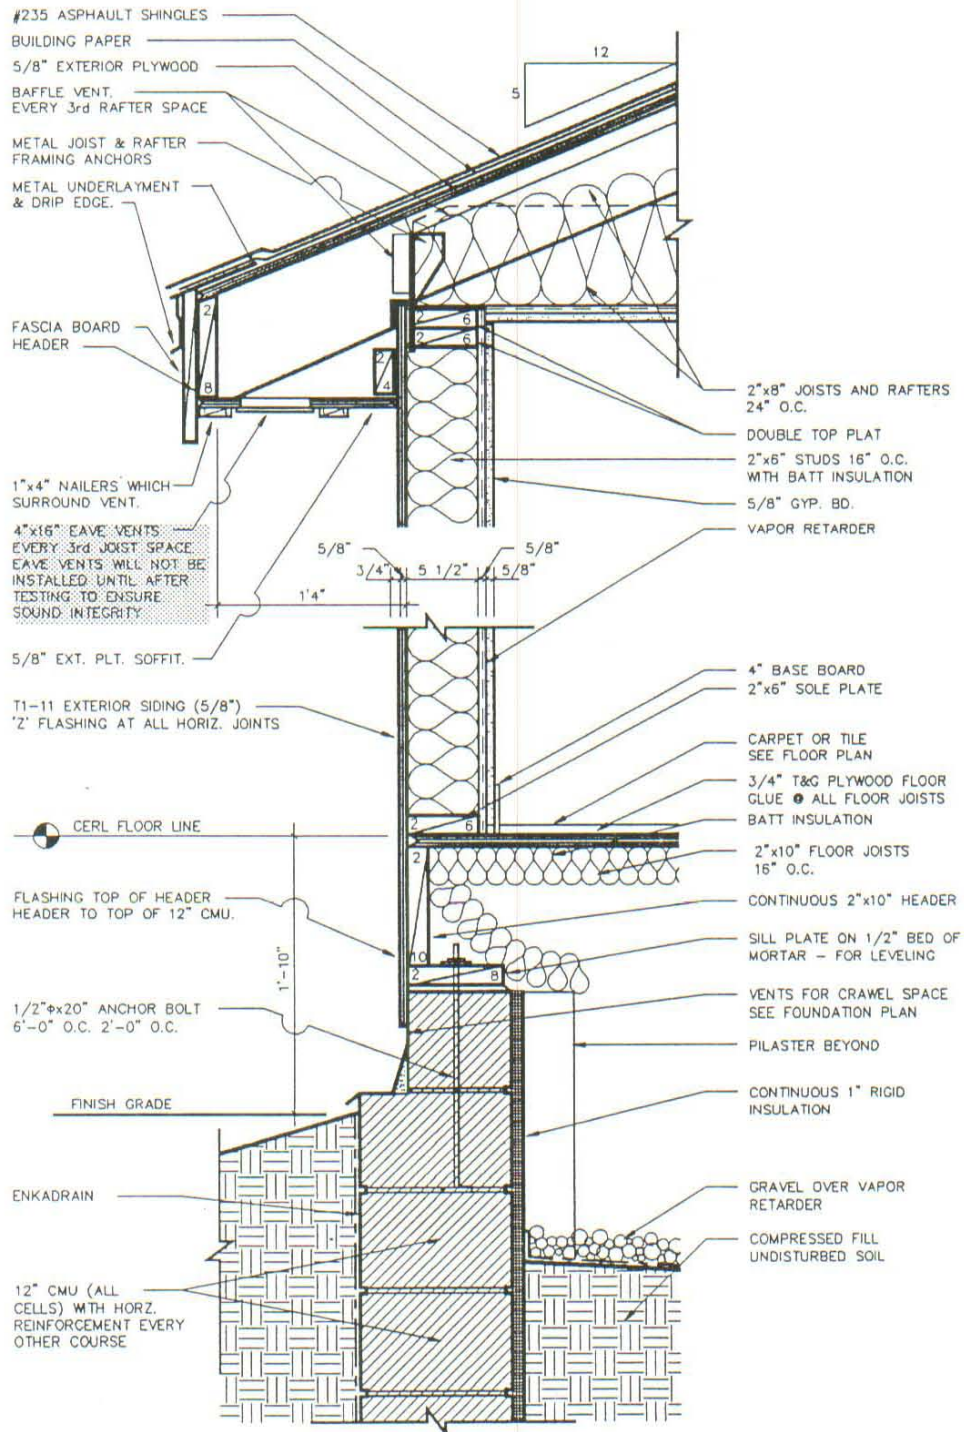 #235 ASPHAULT SHINGLES
BUILDING PAPER
5/8" EXTERIOR PLYWOOD
BAFFLE VENT.
EVERY 3rd RAFTER SPACE
METAL JOIST & RAFTER
FRAMING ANCHORS
METAL UNDERLAYMENT
& DRIP EDGE.
FASCIA BOARD
HEADER
1"x4" NAILERS WHICH
SURROUND VENT.
4"x16" EAVE VENTS
EVERY 3rd JOIST SPACE
EAVE VENTS WILL NOT BE
INSTALLED UNTIL AFTER
TESTING TO ENSURE
SOUND INTEGRITY
5/8" EXT. PLT. SOFFIT.
T1-11 EXTERIOR SIDING (5/8")
'Z' FLASHING AT ALL HORIZ. JOINTS
CERL FLOOR LINE
FLASHING TOP OF HEADER
HEADER TO TOP OF 12" CMU.
1/2"Φx20" ANCHOR BOLT
6'-0" O.C. 2'-0" O.C.
FINISH GRADE
ENKADRAIN
12" CMU (ALL
CELLS) WITH HORZ.
REINFORCEMENT EVERY
OTHER COURSE
12
5
2
8
2
4
2 6
2 6
5/8" 5/8"
3/4" 5 1/2" 5/8"
1'4"
2 6
2
10
2 8
1'-10"
2"x8" JOISTS AND RAFTERS
24" O.C.
DOUBLE TOP PLAT
2"x6" STUDS 16" O.C.
WITH BATT INSULATION
5/8" GYP. BD.
VAPOR RETARDER
4" BASE BOARD
2"x6" SOLE PLATE
CARPET OR TILE
SEE FLOOR PLAN
3/4" T&G PLYWOOD FLOOR
GLUE @ ALL FLOOR JOISTS
BATT INSULATION
2"x10" FLOOR JOISTS
16" O.C.
CONTINUOUS 2"x10" HEADER
SILL PLATE ON 1/2" BED OF
MORTAR - FOR LEVELING
VENTS FOR CRAWEL SPACE
SEE FOUNDATION PLAN
PILASTER BEYOND
CONTINUOUS 1" RIGID
INSULATION
GRAVEL OVER VAPOR
RETARDER
COMPRESSED FILL
UNDISTURBED SOIL